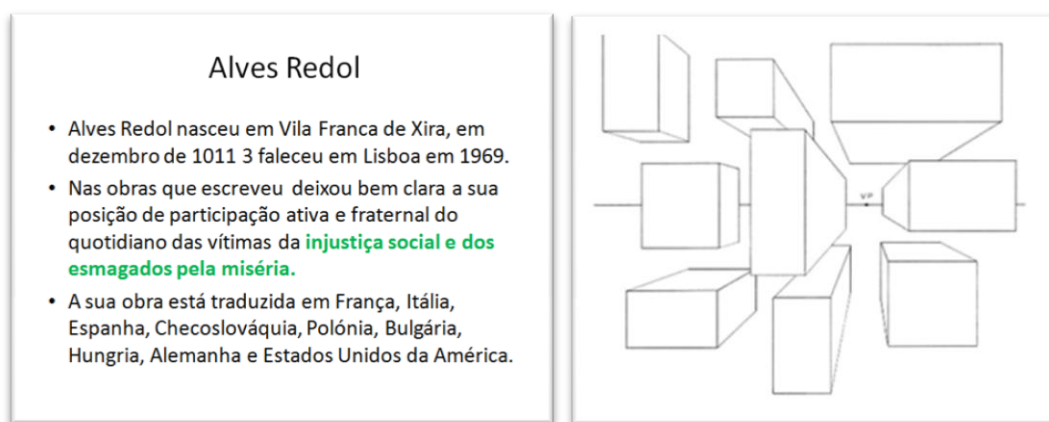 Alves Redol
• Alves Redol nasceu em Vila Franca de Xira, em
dezembro de 1011 3 faleceu em Lisboa em 1969.
• Nas obras que escreveu deixou bem clara a sua
posição de participação ativa e fraternal do
quotidiano das vítimas da injustiça social e dos
esmagados pela miséria.
• A sua obra está traduzida em França, Itália,
Espanha, Checoslováquia, Polónia, Bulgária,
Hungria, Alemanha e Estados Unidos da América.
VP